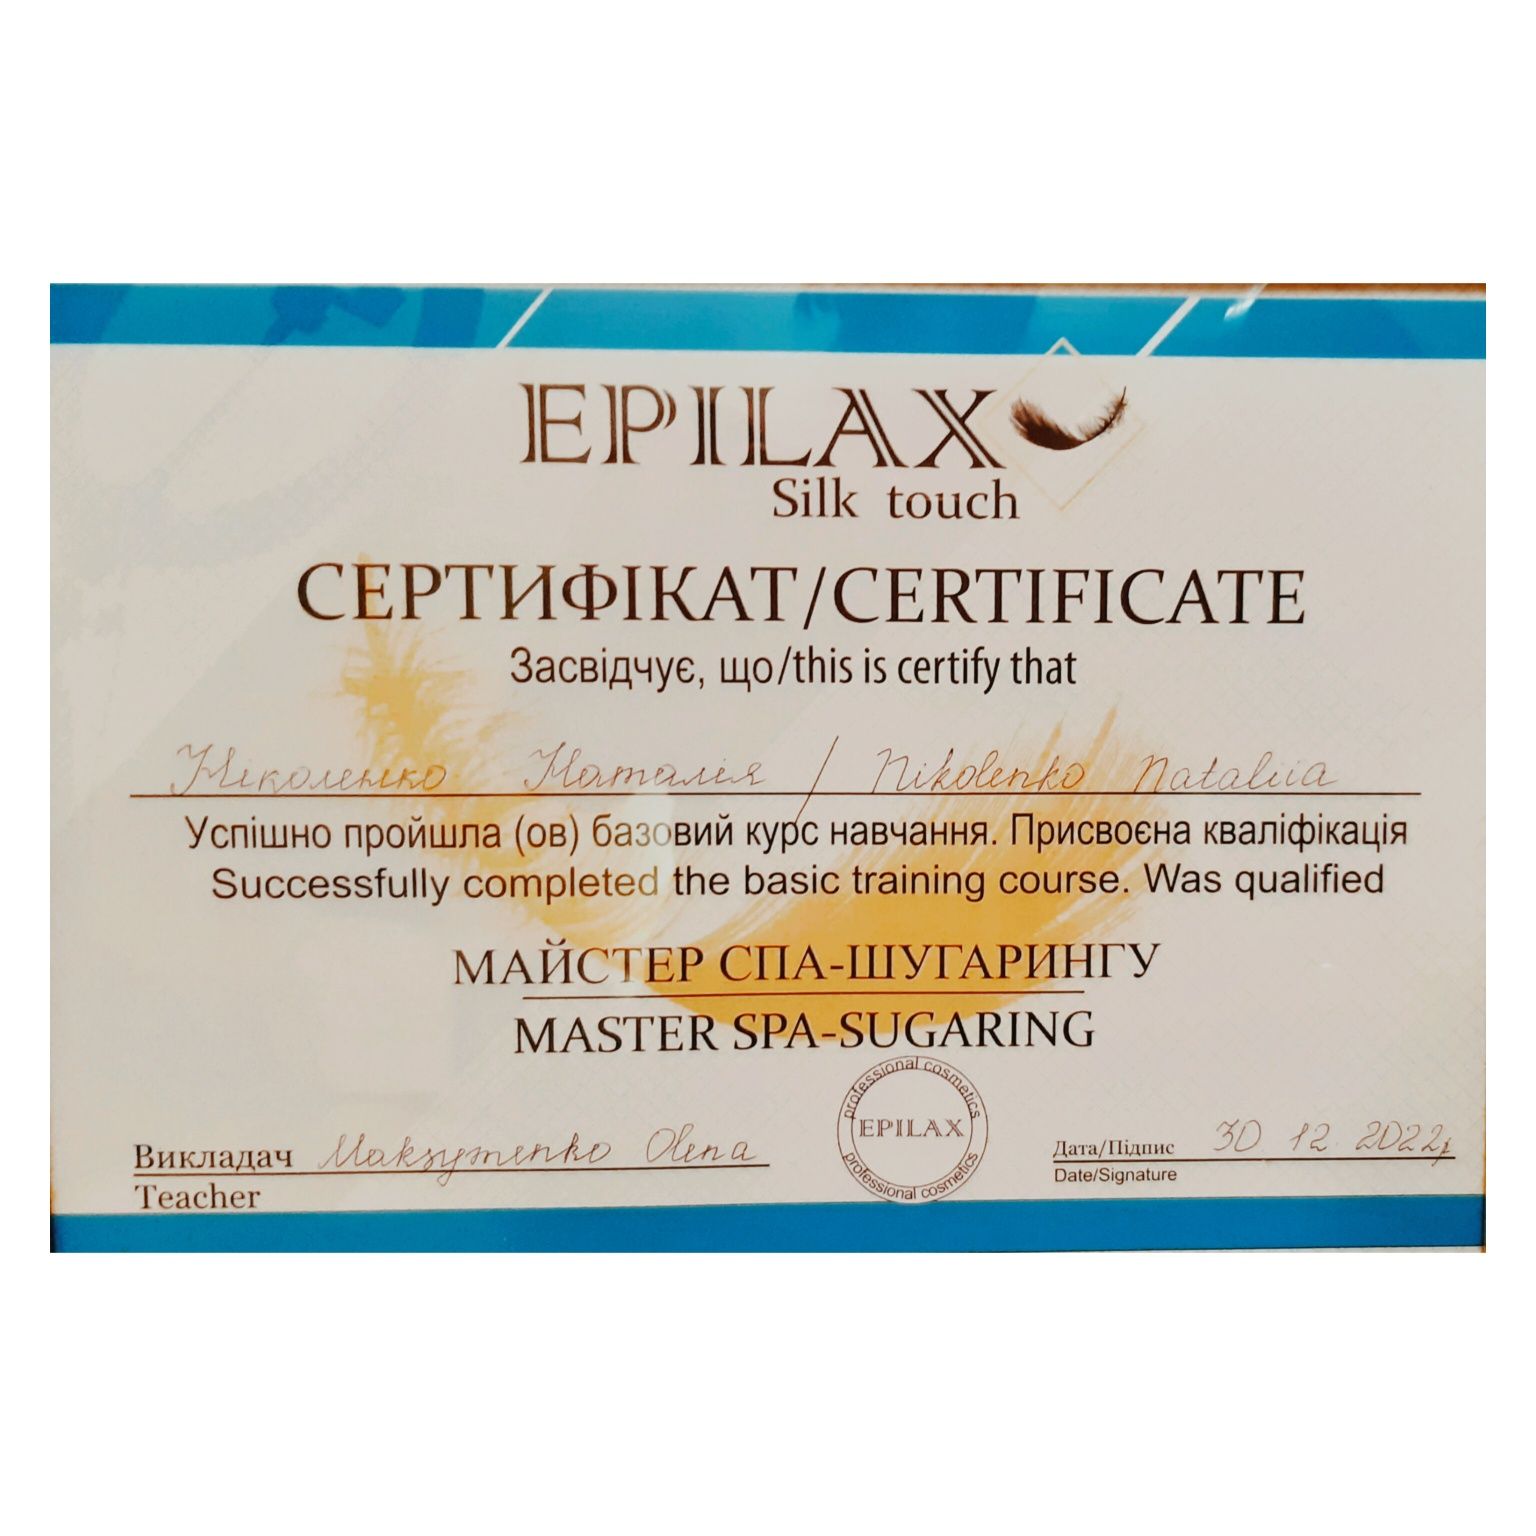 EPILAX
Silk touch
СЕРТИФІКАТ/CERTIFICATE
Засвідчує, що/this is certify that
Ніколенко Наталія / Nikolenko Nataliia
Успішно пройшла (ов) базовий курс навчання. Присвоєна кваліфікація
Successfully completed the basic training course. Was qualified
МАЙСТЕР СПА-ШУГАРИНГУ
MASTER SPA-SUGARING
professional cosmetics
EPILAX
professional cosmetics
Викладач Maksymenko Olena
Teacher
Дата/Підпис 30 12 2022р
Date/Signature